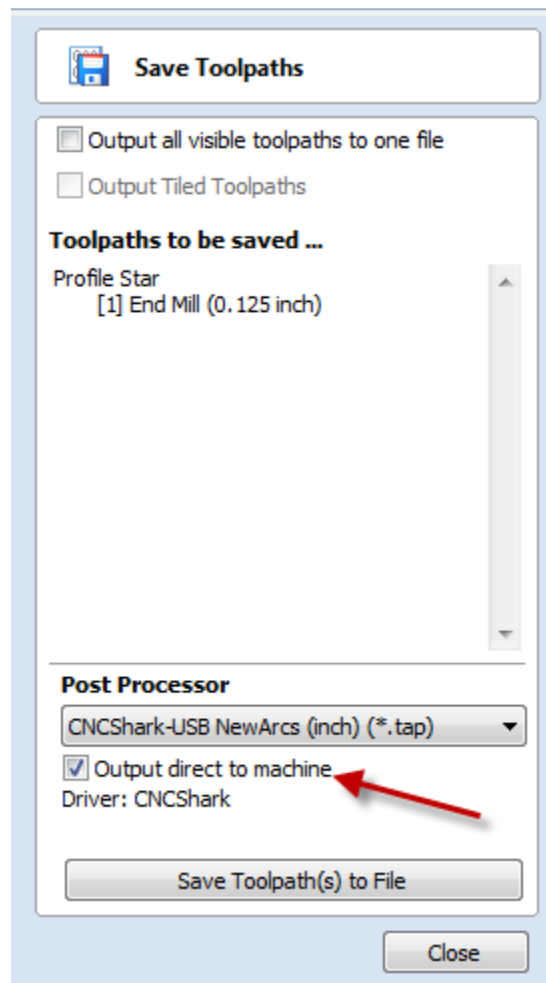 Save Toolpaths
Output all visible toolpaths to one file
Output Tiled Toolpaths
Toolpaths to be saved ...
Profile Star
[1] End Mill (0.125 inch)
Post Processor
CNCShark-USB NewArcs (inch) (*.tap)
Output direct to machine
Driver: CNCShark
Save Toolpath(s) to File
Close